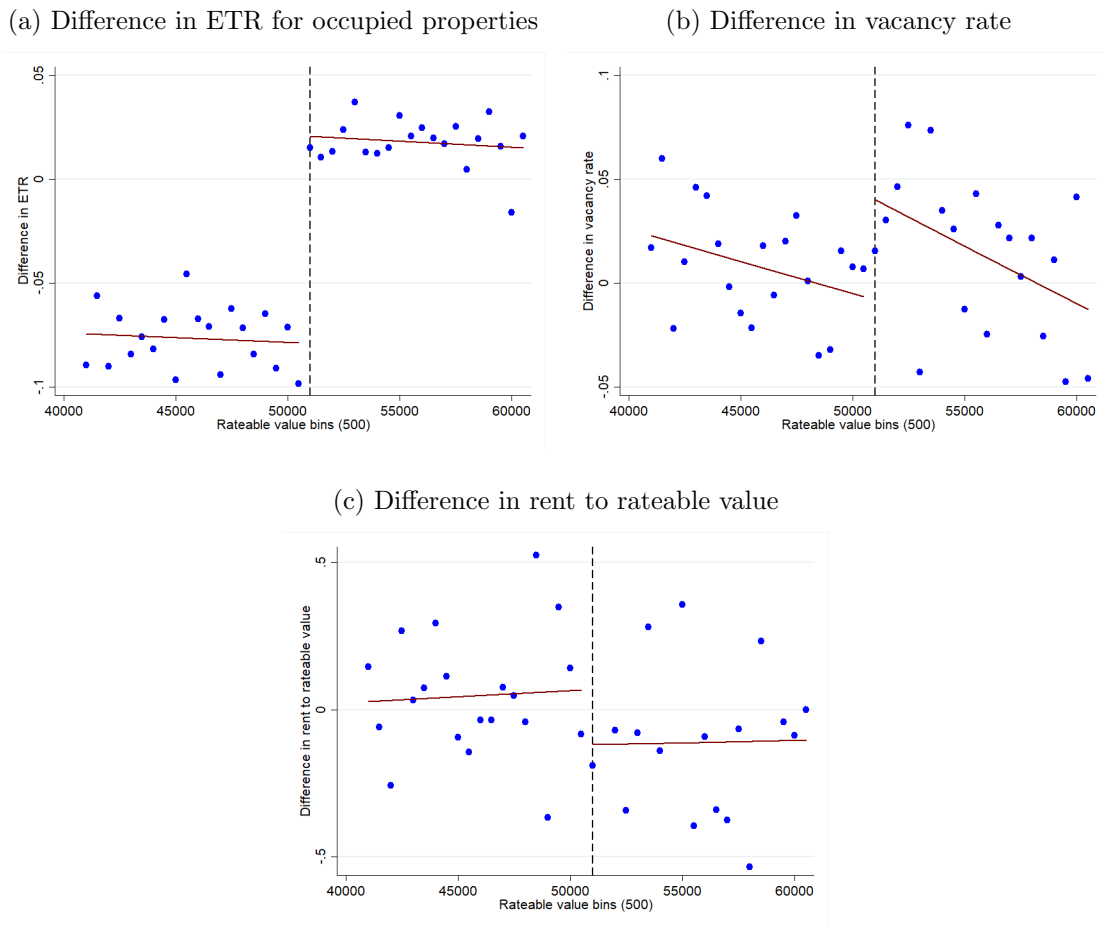 (a) Difference in ETR for occupied properties
(b) Difference in vacancy rate
.05
0
-.05
-.1
Difference in ETR
40000 45000 50000 55000 60000
Rateable value bins (500)
.1
.05
0
-.05
Difference in vacancy rate
40000 45000 50000 55000 60000
Rateable value bins (500)
(c) Difference in rent to rateable value
.5
0
-.5
Difference in rent to rateable value
40000 45000 50000 55000 60000
Rateable value bins (500)